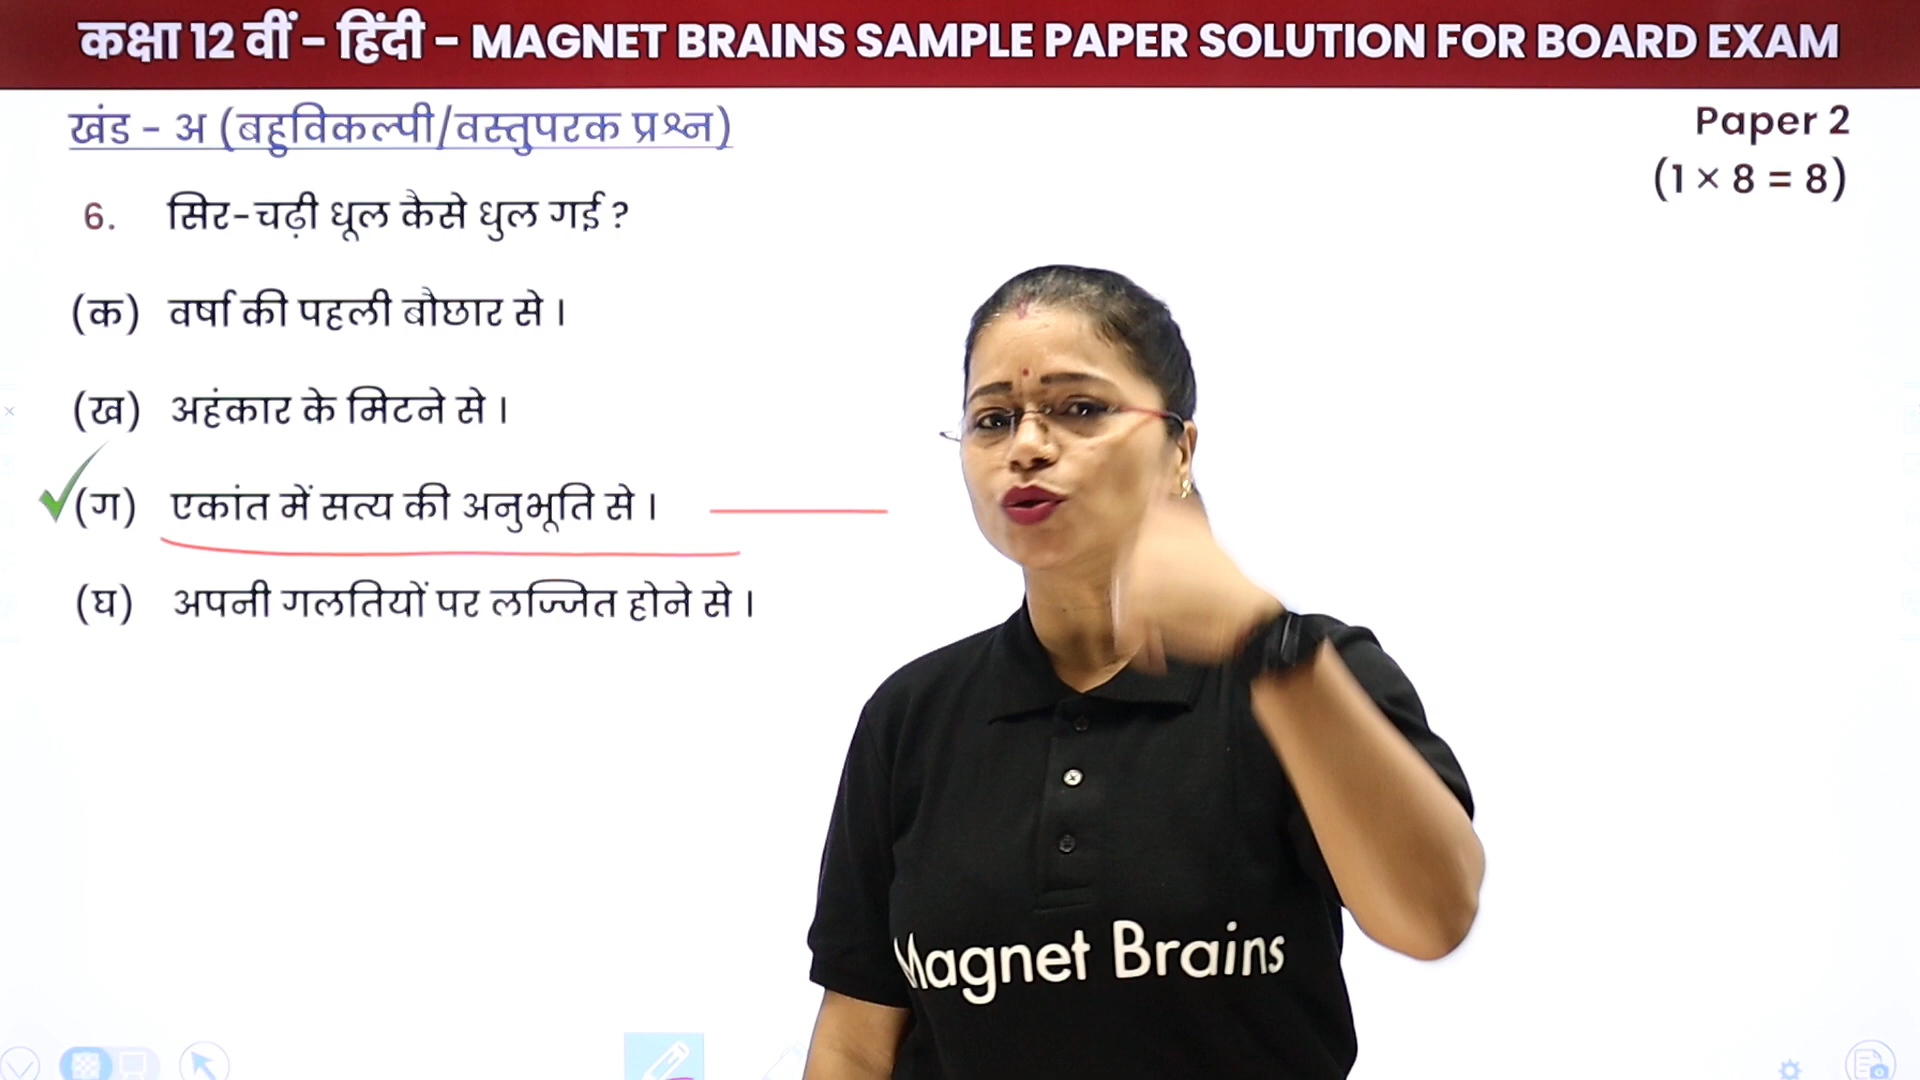 कक्षा 12 वीं - हिंदी - MAGNET BRAINS SAMPLE PAPER SOLUTION FOR BOARD EXAM
खंड - अ (बहुविकल्पी/वस्तुपरक प्रश्न)
Paper 2
(1 × 8 = 8)
6. सिर-चढ़ी धूल कैसे धुल गई ?
(क) वर्षा की पहली बौछार से ।
(ख) अहंकार के मिटने से ।
(ग) एकांत में सत्य की अनुभूति से ।
(घ) अपनी गलतियों पर लज्जित होने से ।
Magnet Brains